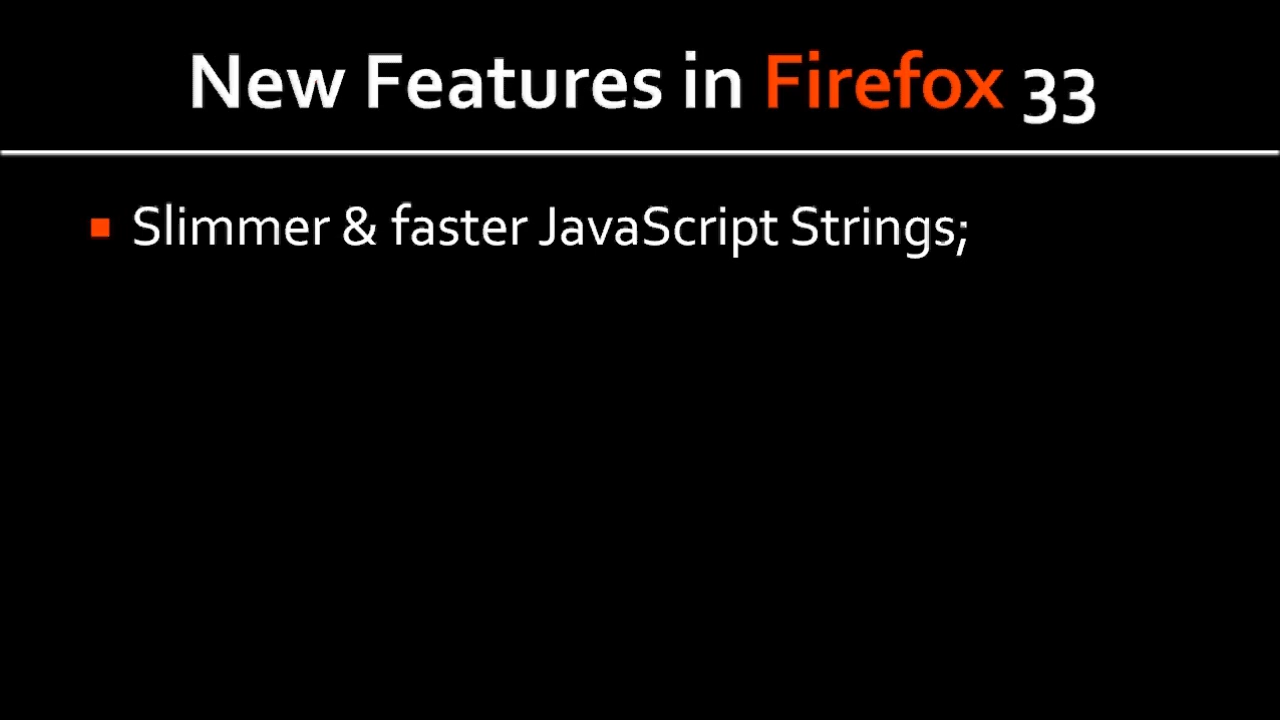 New Features in Firefox 33
Slimmer & faster JavaScript Strings;